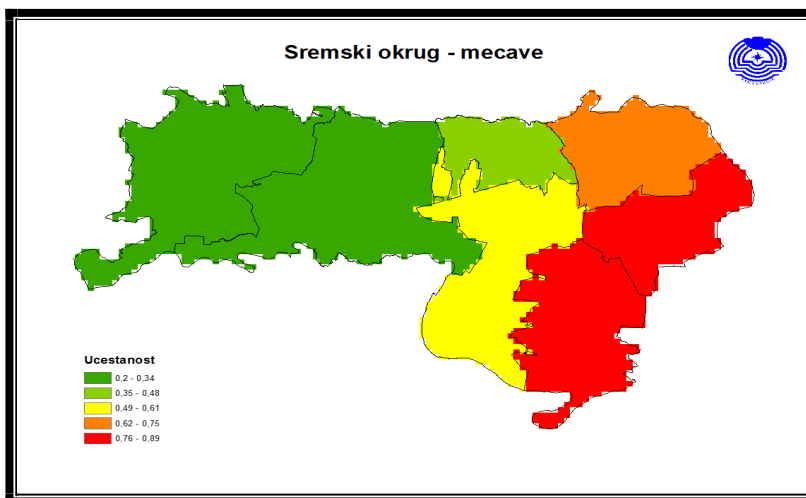 Sremski okrug - mecave
Ucestanost
0,2 - 0,34
0,35 - 0,48
0,49 - 0,61
0,62 - 0,75
0,76 - 0,89